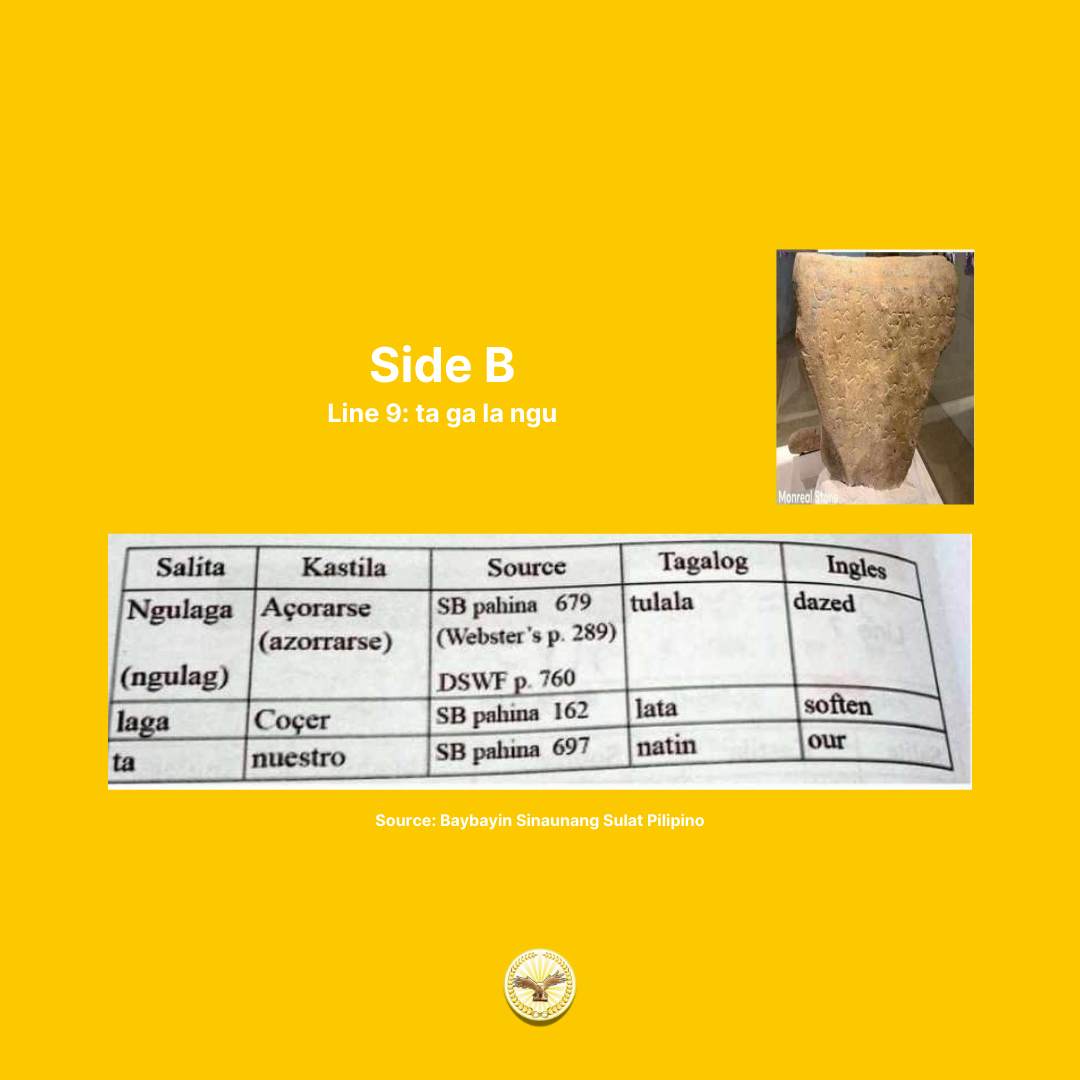 Side B
Line 9: ta ga la ngu
Monreal Stone
Salita Kastila Source Tagalog Ingles
Ngulaga Açorarse SB pahina 679 tulala dazed
(azorrarse) (Webster's p. 289)
(ngulag) DSWF p. 760
laga Coçer SB pahina 162 lata soften
ta nuestro SB pahina 697 natin our
Source: Baybayin Sinaunang Sulat Pilipino